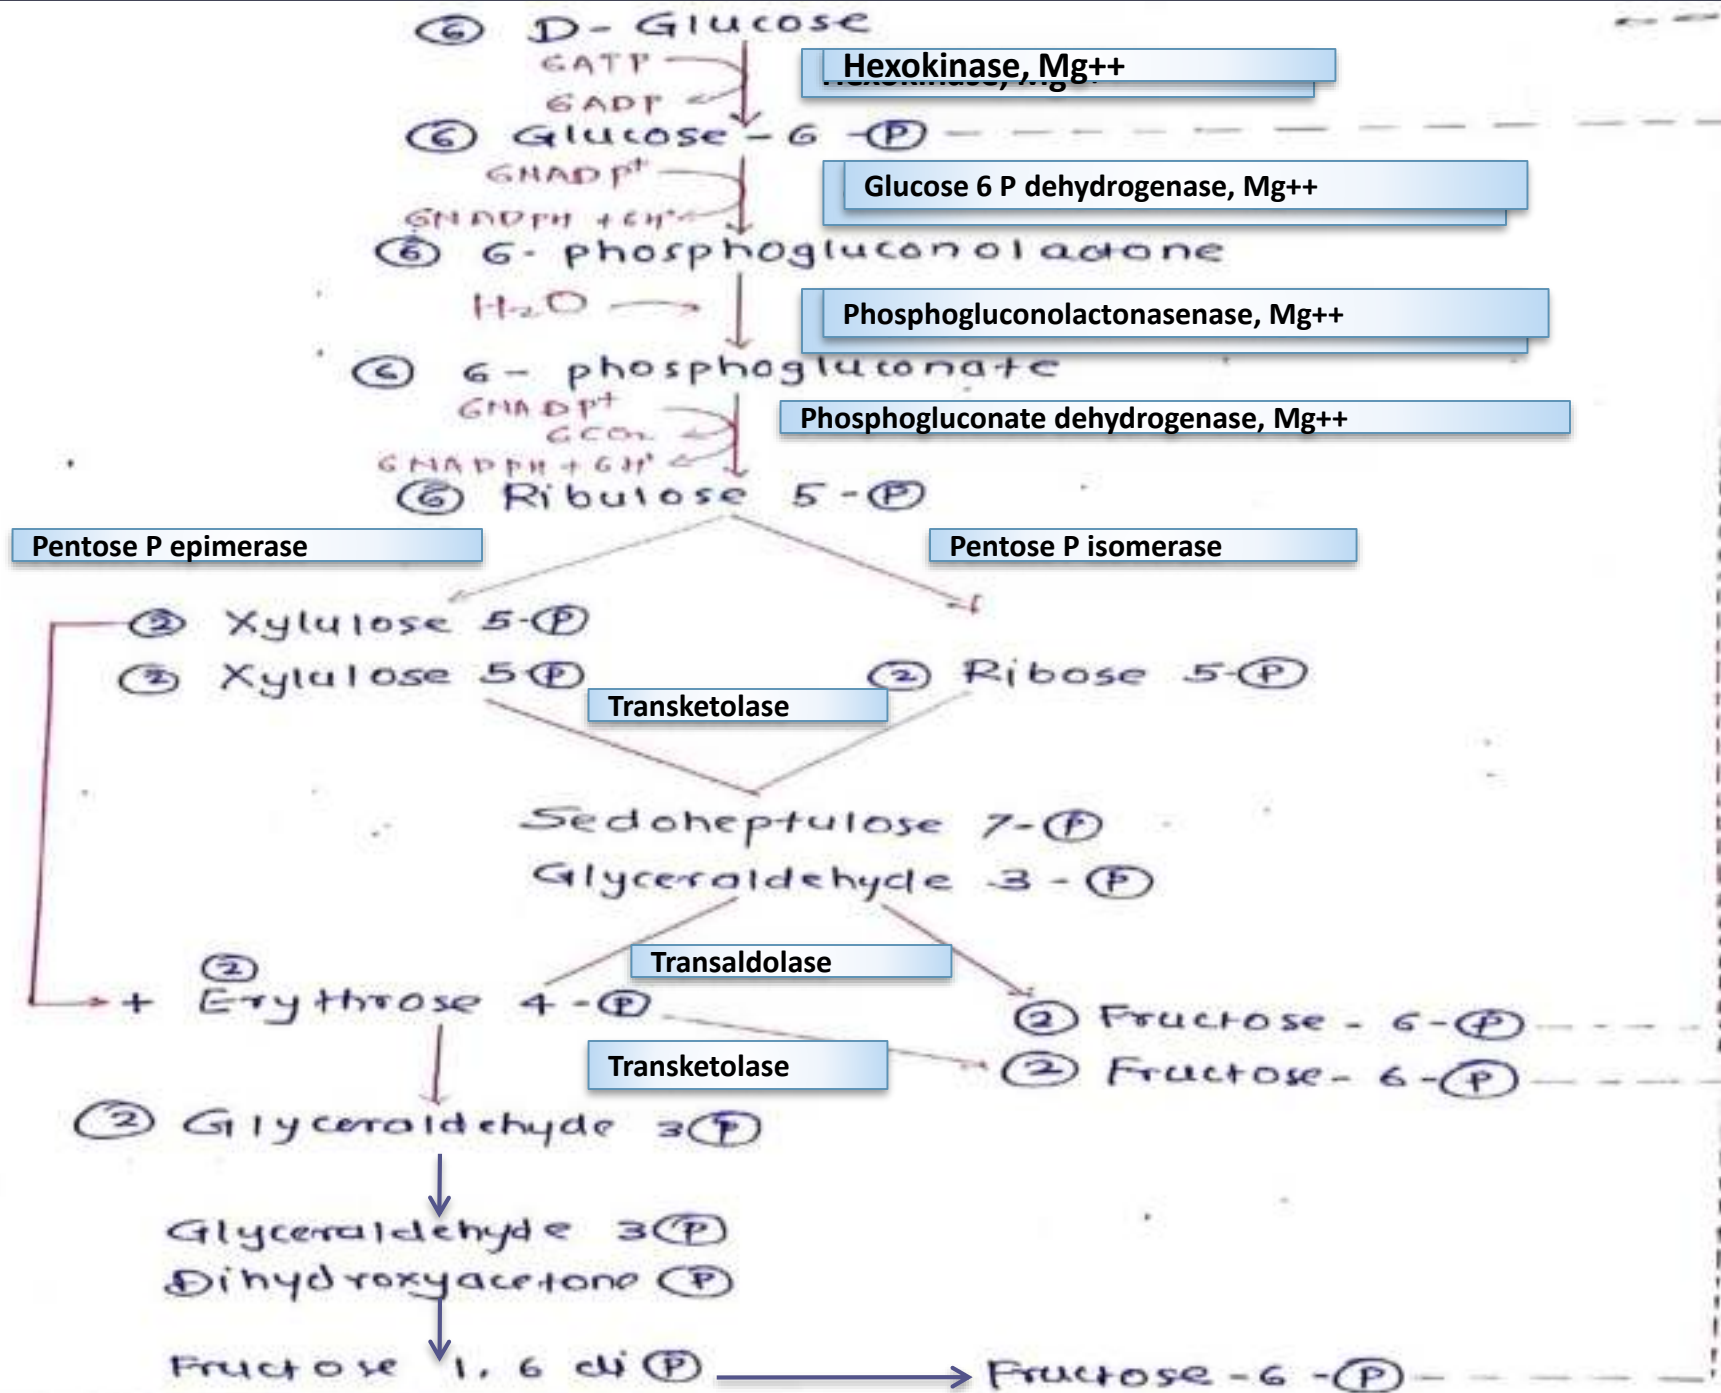 ⑥ D-Glucose
6ATP
Hexokinase, Mg++
6ADP
⑥ Glucose-6-Ⓟ
6NADP+
Glucose 6 P dehydrogenase, Mg++
6NADPH + 6H+
⑥ 6-phosphogluconolactone
H₂O
Phosphogluconolactonasenase, Mg++
⑥ 6-phosphogluconate
6NADP+
Phosphogluconate dehydrogenase, Mg++
6CO₂
6NADPH + 6H+
⑥ Ribulose 5-Ⓟ
Pentose P epimerase
Pentose P isomerase
② Xylulose 5-Ⓟ
② Xylulose 5-Ⓟ
② Ribose 5-Ⓟ
Transketolase
Sedoheptulose 7-Ⓟ
Glyceraldehyde 3-Ⓟ
Transaldolase
②
+ Erythrose 4-Ⓟ
② Fructose-6-Ⓟ
Transketolase
② Fructose-6-Ⓟ
② Glyceraldehyde 3Ⓟ
Glyceraldehyde 3Ⓟ
Dihydroxyacetone Ⓟ
Fructose 1,6 di Ⓟ
Fructose-6-Ⓟ